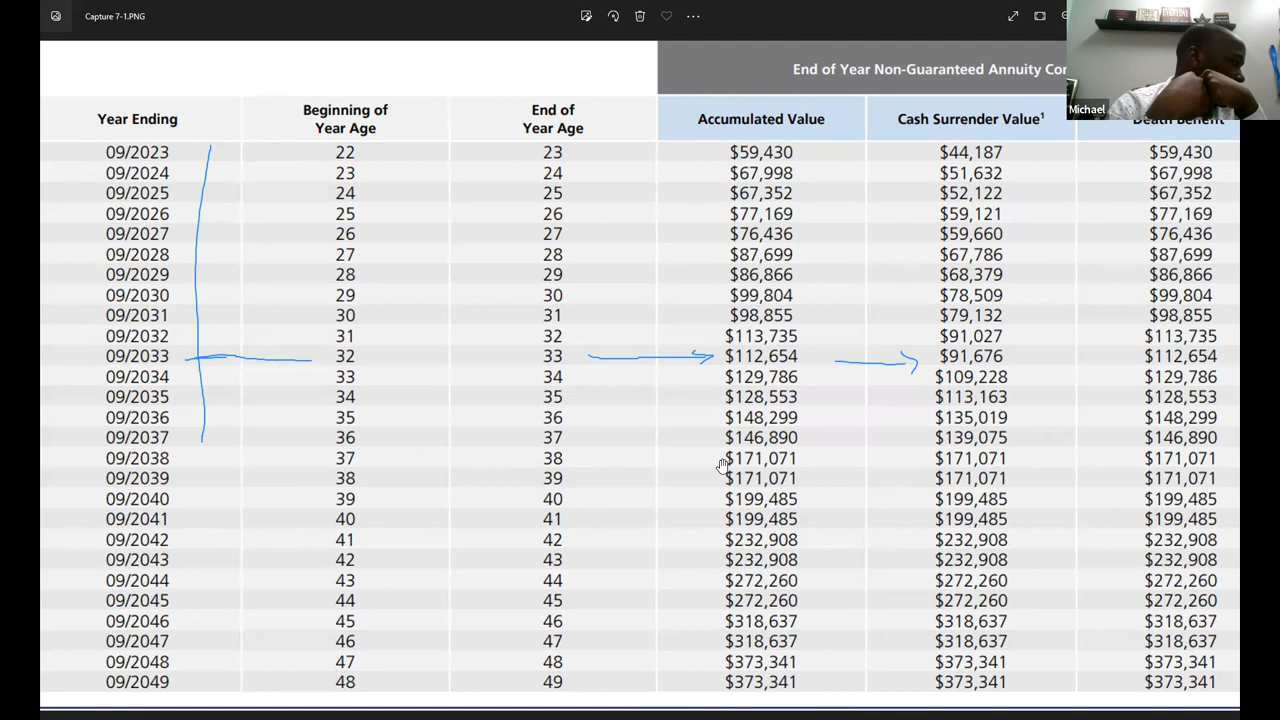 Capture 7-1.PNG
EVERYDAY
Michael
End of Year Non-Guaranteed Annuity Con
Year Ending Beginning of Year Age End of Year Age Accumulated Value Cash Surrender Value¹ Death Benefit
09/2023 22 23 $59,430 $44,187 $59,430
09/2024 23 24 $67,998 $51,632 $67,998
09/2025 24 25 $67,352 $52,122 $67,352
09/2026 25 26 $77,169 $59,121 $77,169
09/2027 26 27 $76,436 $59,660 $76,436
09/2028 27 28 $87,699 $67,786 $87,699
09/2029 28 29 $86,866 $68,379 $86,866
09/2030 29 30 $99,804 $78,509 $99,804
09/2031 30 31 $98,855 $79,132 $98,855
09/2032 31 32 $113,735 $91,027 $113,735
09/2033 32 33 $112,654 $91,676 $112,654
09/2034 33 34 $129,786 $109,228 $129,786
09/2035 34 35 $128,553 $113,163 $128,553
09/2036 35 36 $148,299 $135,019 $148,299
09/2037 36 37 $146,890 $139,075 $146,890
09/2038 37 38 $171,071 $171,071 $171,071
09/2039 38 39 $171,071 $171,071 $171,071
09/2040 39 40 $199,485 $199,485 $199,485
09/2041 40 41 $199,485 $199,485 $199,485
09/2042 41 42 $232,908 $232,908 $232,908
09/2043 42 43 $232,908 $232,908 $232,908
09/2044 43 44 $272,260 $272,260 $272,260
09/2045 44 45 $272,260 $272,260 $272,260
09/2046 45 46 $318,637 $318,637 $318,637
09/2047 46 47 $318,637 $318,637 $318,637
09/2048 47 48 $373,341 $373,341 $373,341
09/2049 48 49 $373,341 $373,341 $373,341